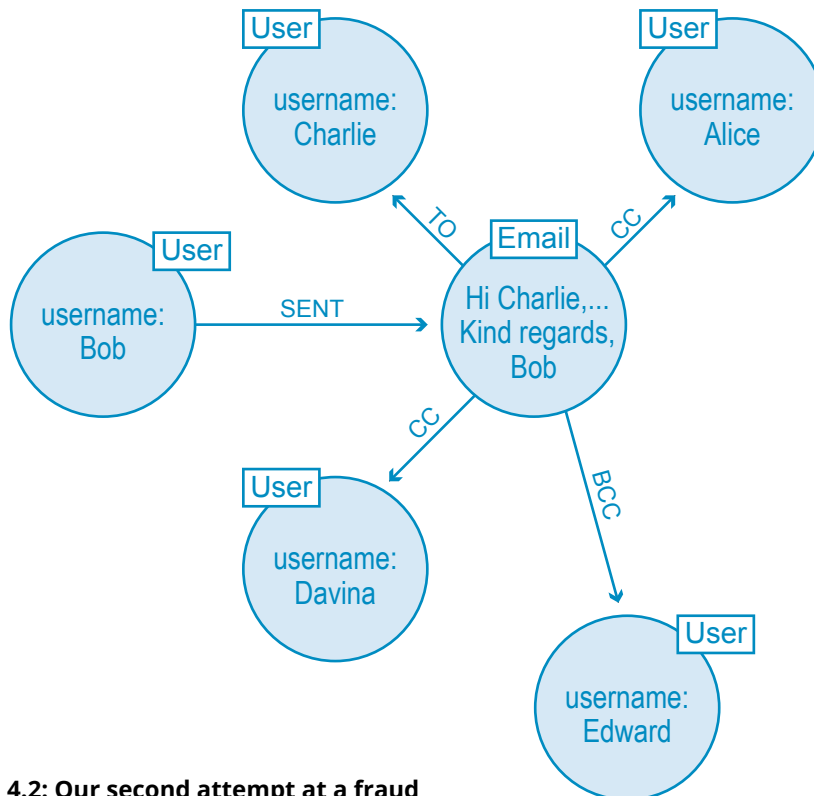 User
username:
Charlie
User
username:
Alice
TO
CC
Email
Hi Charlie,...
Kind regards,
Bob
User
username:
Bob
SENT
CC
BCC
User
username:
Davina
User
username:
Edward
4.2: Our second attempt at a fraud